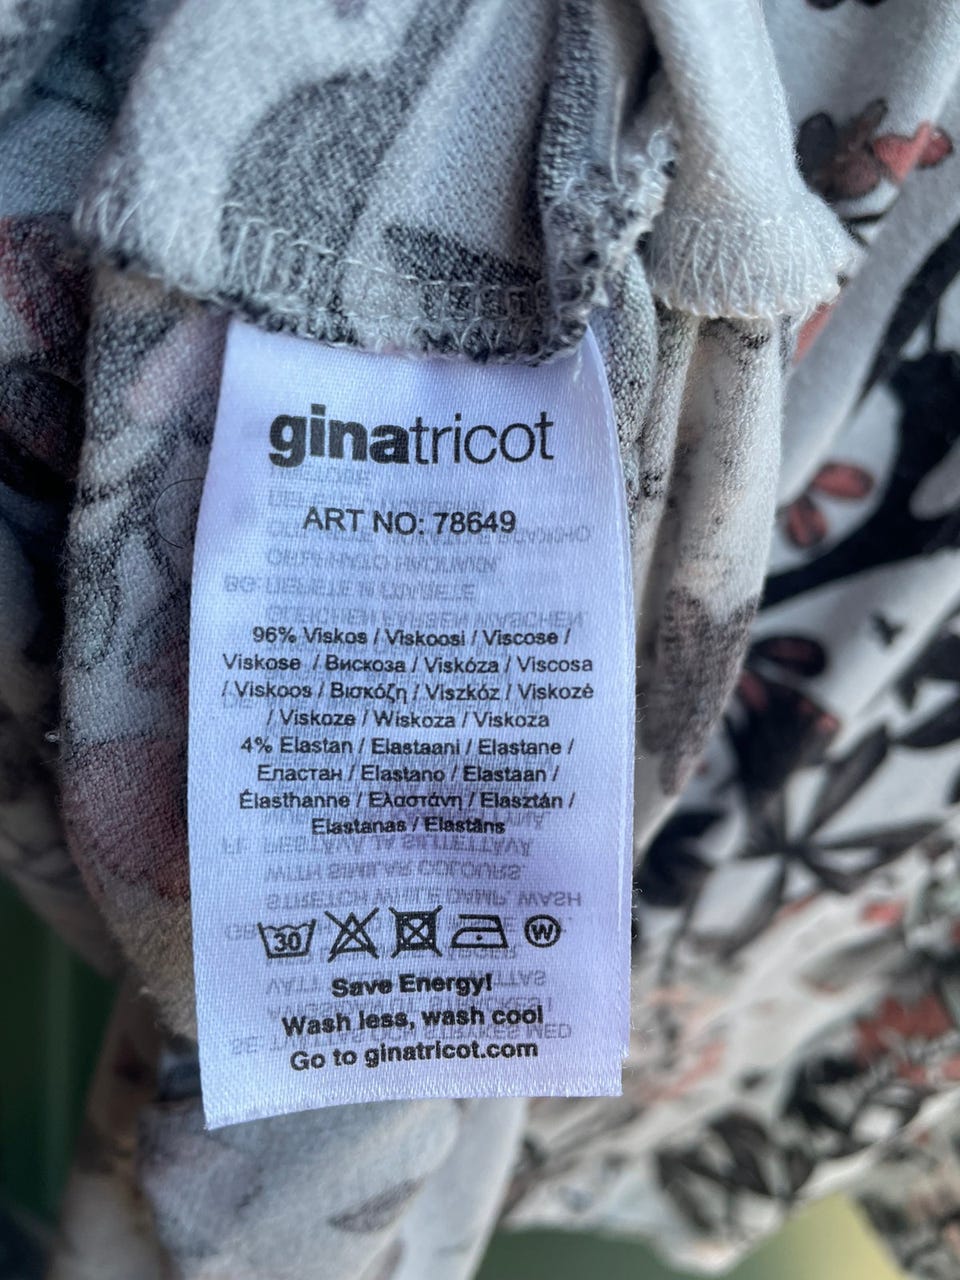 ginatricot
ART NO: 78649
96% Viskos / Viskoosi / Viscose /
Viskose / Вискоза / Viskóza / Viscosa
/ Viskoos / Βισκόζη / Viszkóz / Viskozė
/ Viskoze / Wiskoza / Viskoza
4% Elastan / Elastaani / Elastane /
Еластан / Elastano / Elastaan /
Élasthanne / Ελαστάνη / Elasztán /
Elastanas / Elastāns
30
W
Save Energy!
Wash less, wash cool
Go to ginatricot.com